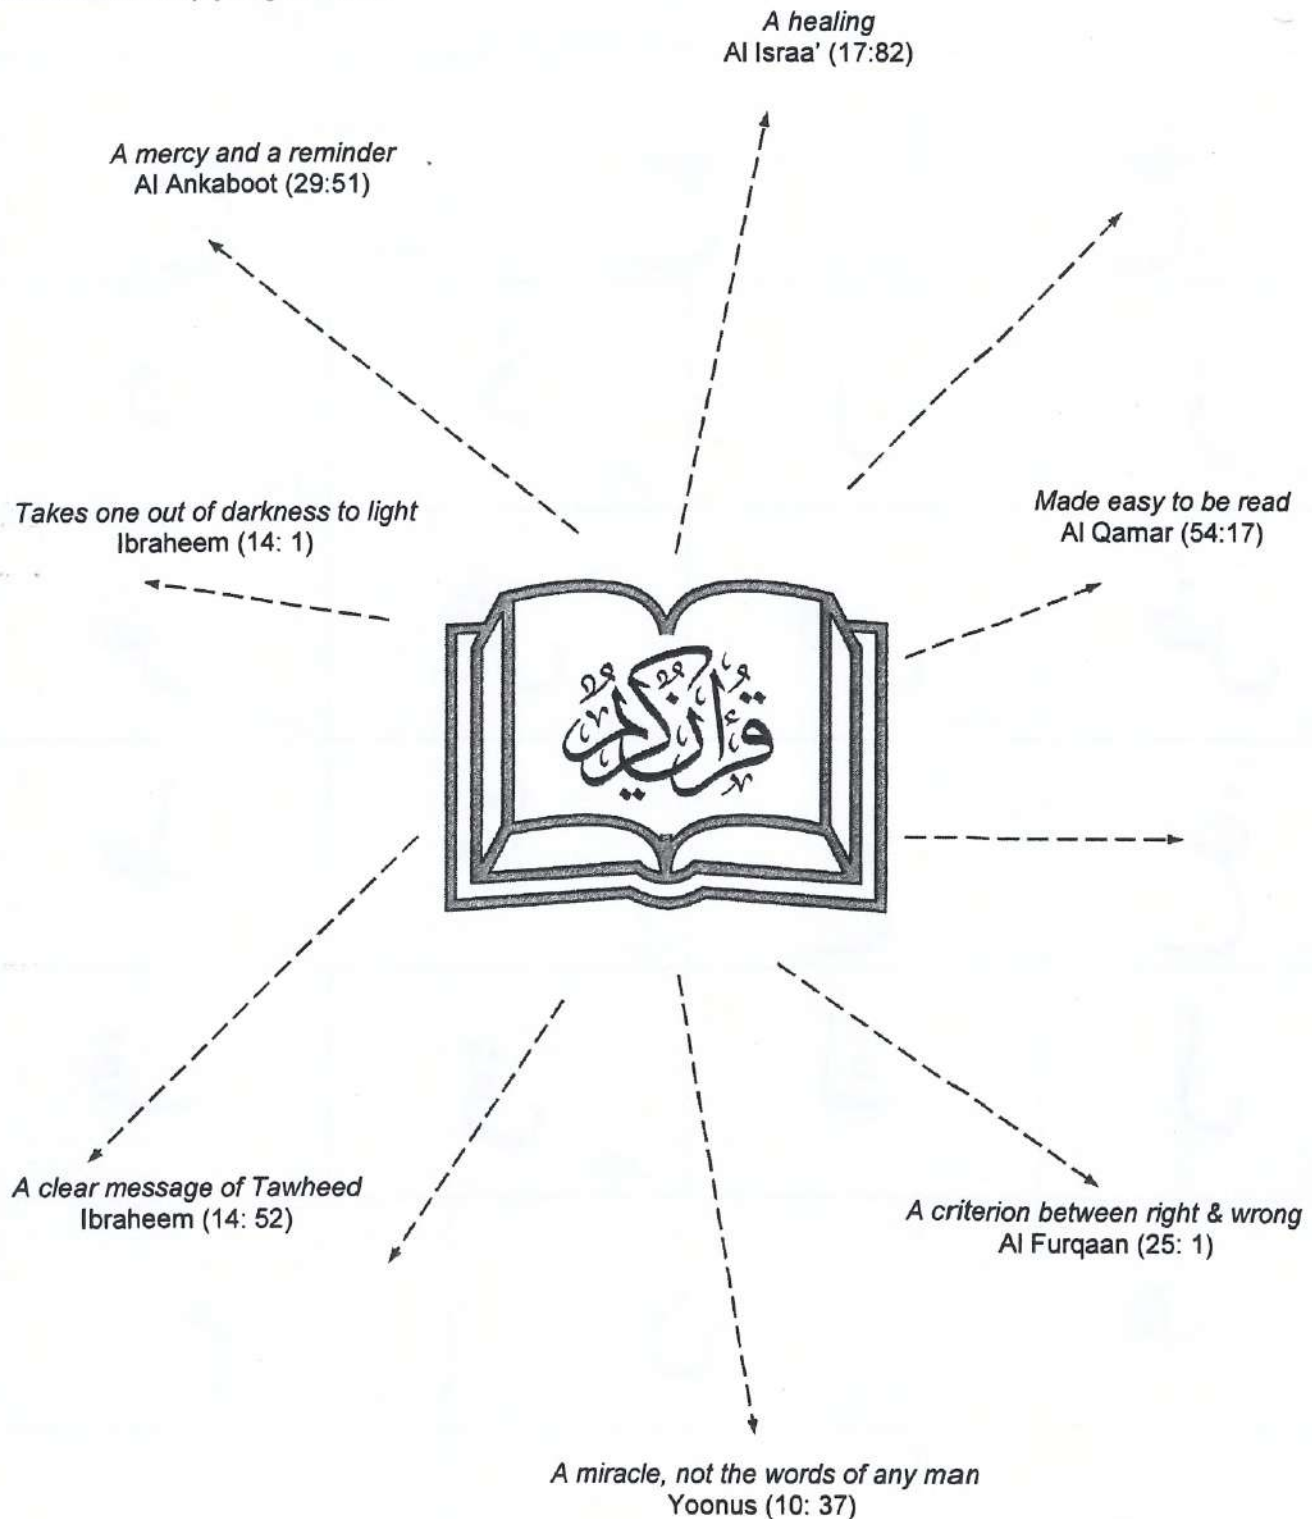 A healing
Al Israa' (17:82)
A mercy and a reminder
Al Ankaboot (29:51)
Takes one out of darkness to light
Ibraheem (14: 1)
Made easy to be read
Al Qamar (54:17)
قُرْآنٌ كَرِيمٌ
A clear message of Tawheed
Ibraheem (14: 52)
A criterion between right & wrong
Al Furqaan (25: 1)
A miracle, not the words of any man
Yoonus (10: 37)